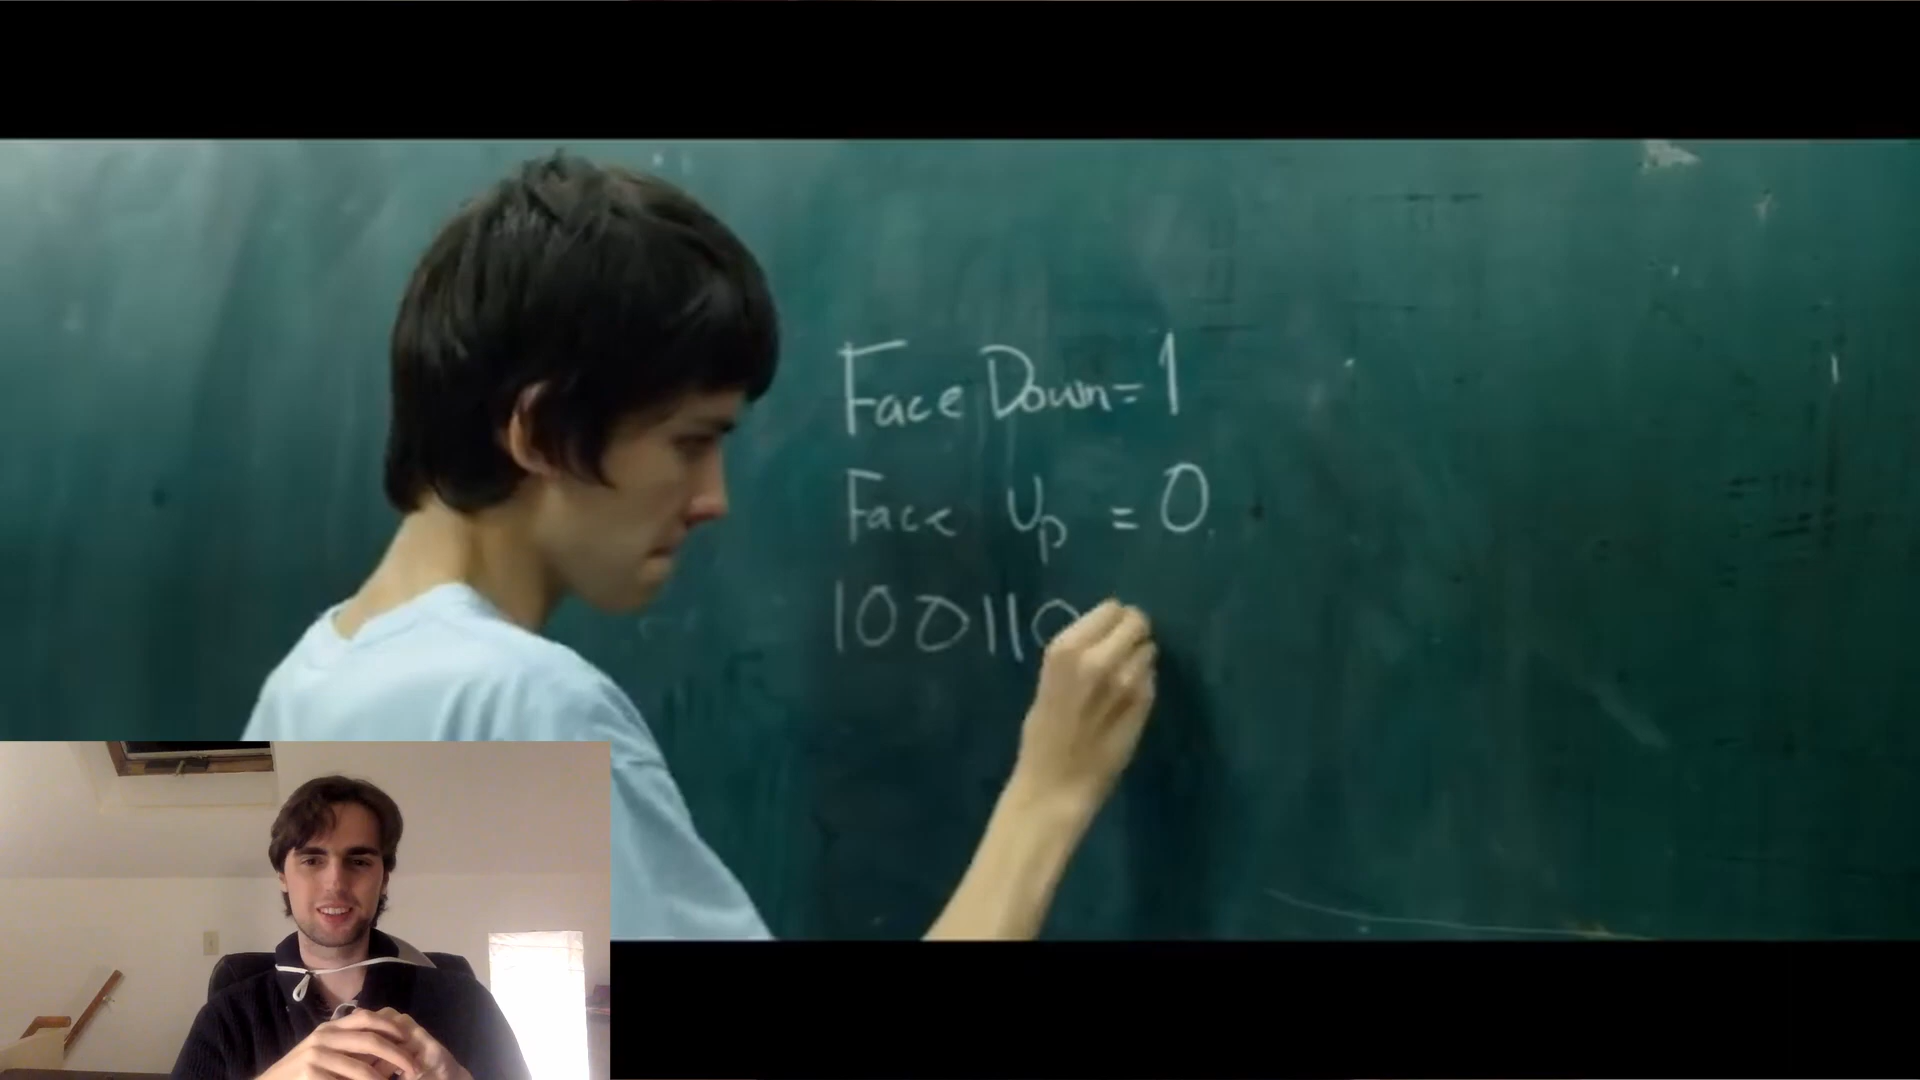 Face Down = 1
Face Up = 0
100110